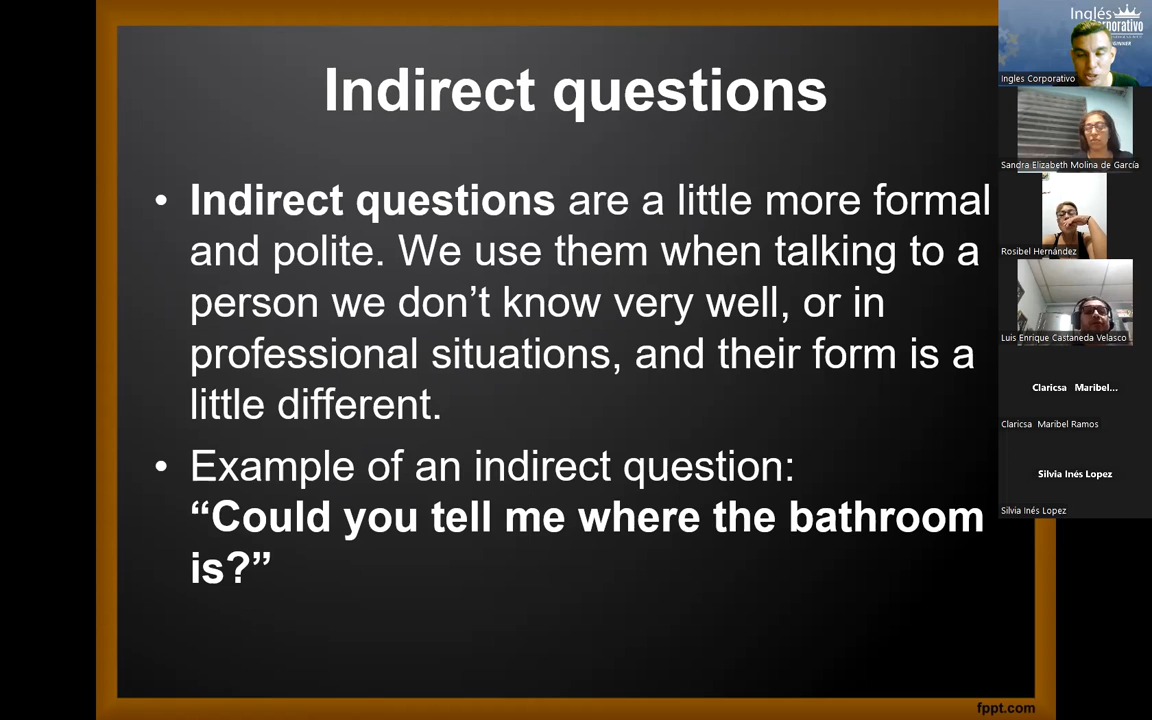 Indirect questions
• Indirect questions are a little more formal
and polite. We use them when talking to a
person we don’t know very well, or in
professional situations, and their form is a
little different.
• Example of an indirect question:
“Could you tell me where the bathroom
is?”
fppt.com
Inglés
Ingles Corporativo
Sandra Elizabeth Molina de García
Rosibel Hernández
Luis Enrique Castaneda Velasco
Claricsa Maribel...
Claricsa Maribel Ramos
Silvia Inés Lopez
Silvia Inés Lopez